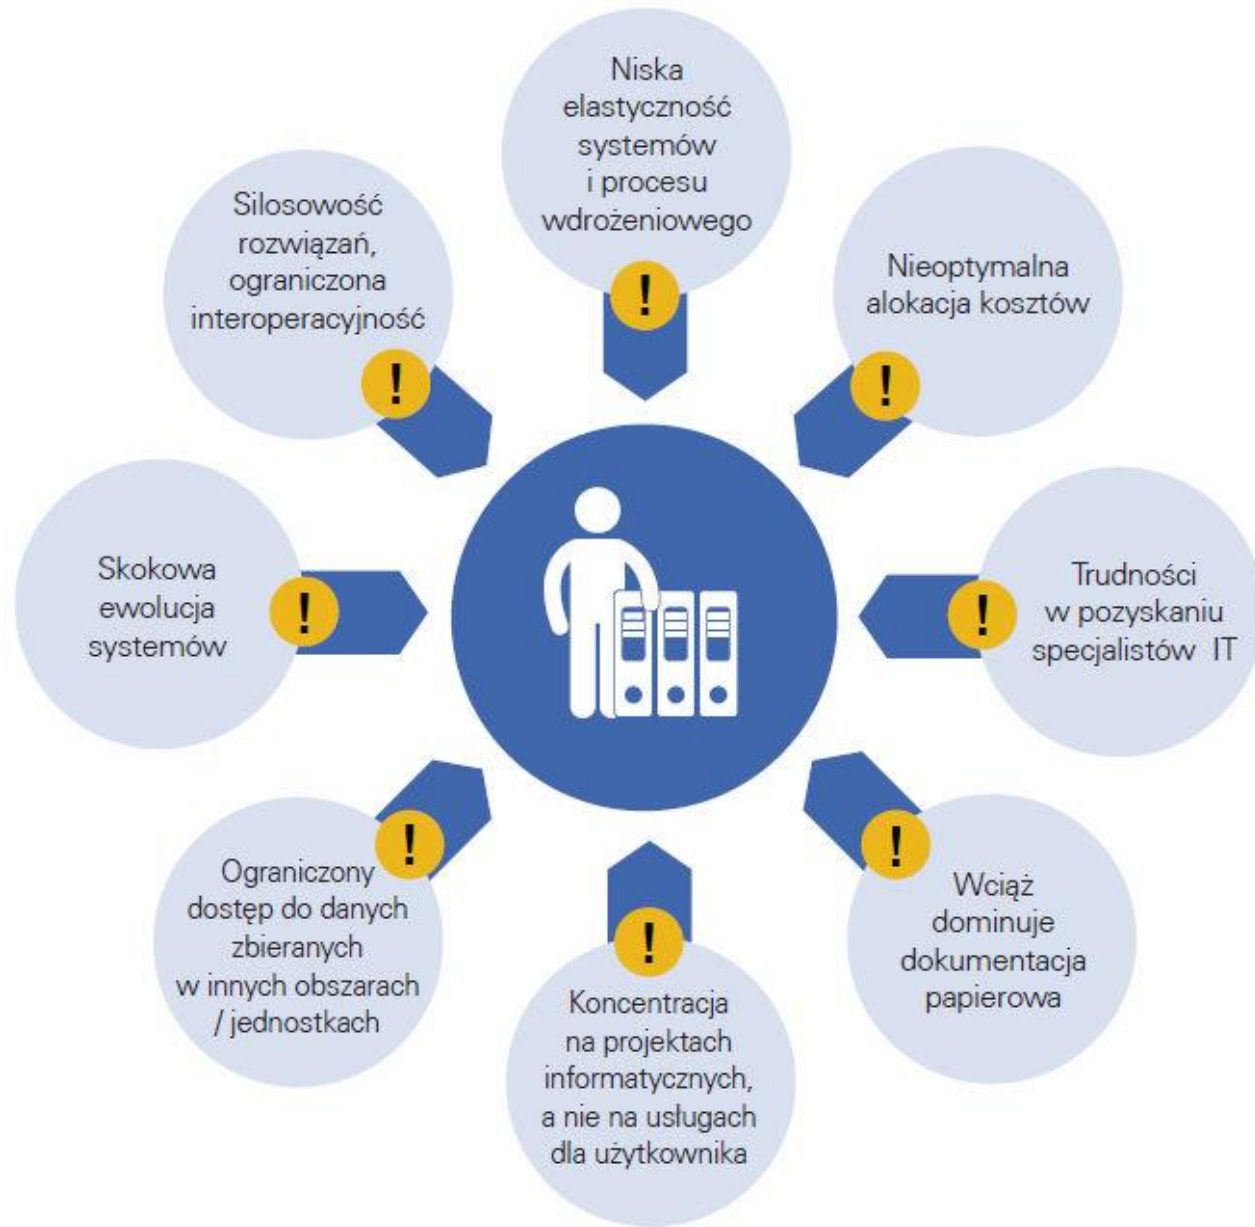 Niska
elastyczność
systemów
i procesu
wdrożeniowego
Nieoptymalna
alokacja kosztów
Trudności
w pozyskaniu
specjalistów IT
Wciąż
dominuje
dokumentacja
papierowa
Koncentracja
na projektach
informatycznych,
a nie na usługach
dla użytkownika
Ograniczony
dostęp do danych
zbieranych
w innych obszarach
/ jednostkach
Skokowa
ewolucja
systemów
Silosowość
rozwiązań,
ograniczona
interoperacyjność
!
!
!
!
!
!
!
!